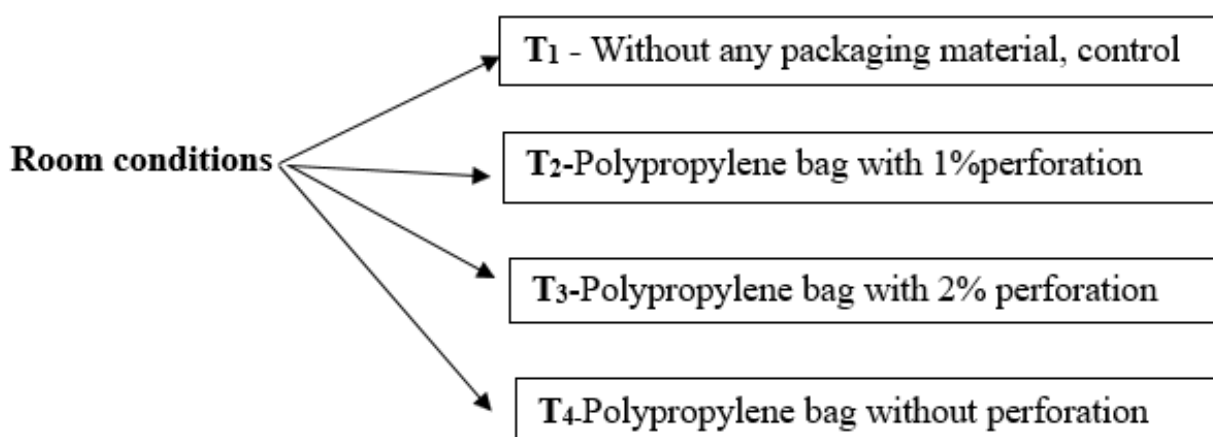 T1 - Without any packaging material, control
Room conditions
T2-Polypropylene bag with 1%perforation
T3-Polypropylene bag with 2% perforation
T4-Polypropylene bag without perforation